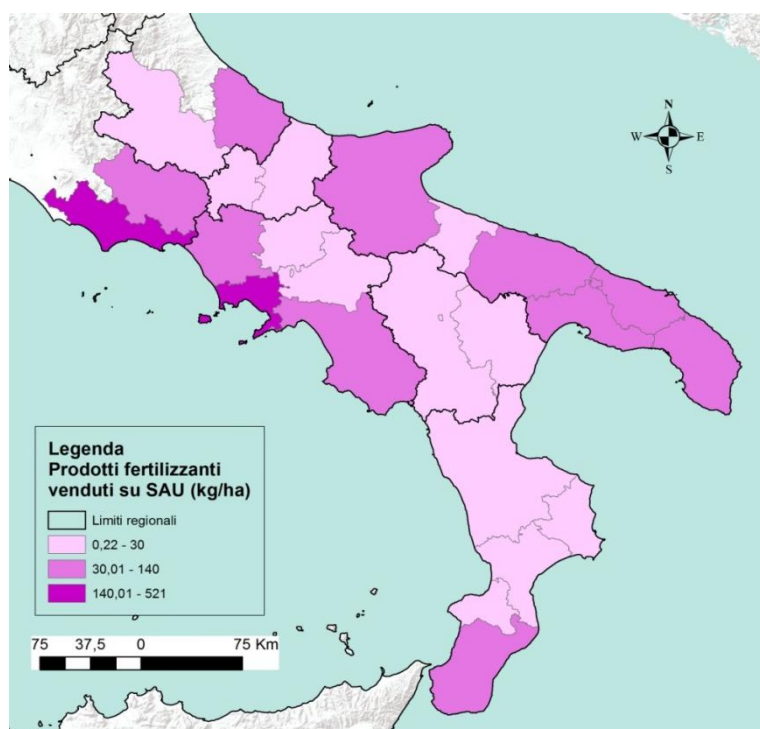 N
W E
S
Legenda
Prodotti fertilizzanti
venduti su SAU (kg/ha)
Limiti regionali
0,22 - 30
30,01 - 140
140,01 - 521
75 37,5 0 75 Km